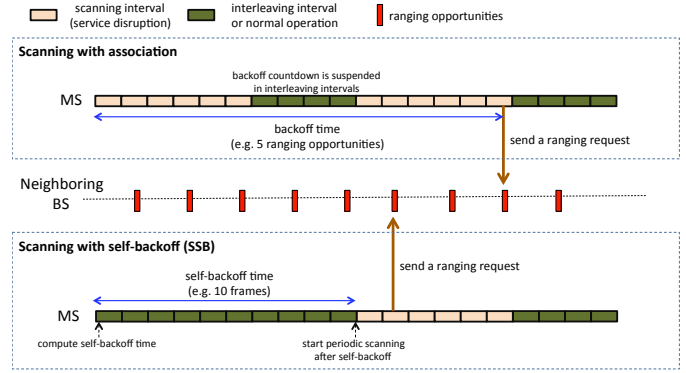 scanning interval
(service disruption)
interleaving interval
or normal operation
ranging opportunities
Scanning with association
backoff countdown is suspended
in interleaving intervals
MS
backoff time
(e.g. 5 ranging opportunities)
send a ranging request
Neighboring
BS
Scanning with self-backoff (SSB)
send a ranging request
self-backoff time
(e.g. 10 frames)
MS
compute self-backoff time
start periodic scanning
after self-backoff